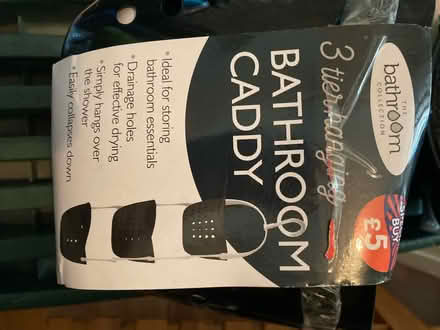 THE
bathroom
COLLECTION
3 tier hanging
BATHROOM
CADDY
• Ideal for storing
bathroom essentials
• Drainage holes
for effective drying
• Simply hangs over
the shower
• Easily collapses down
BUY
£5